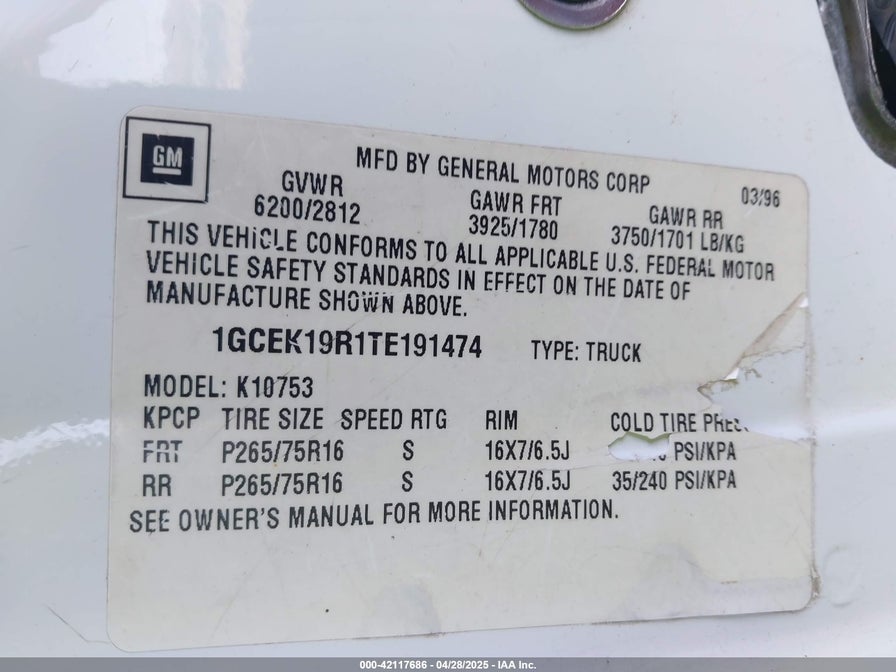 GM
MFD BY GENERAL MOTORS CORP
03/96
GVWR GAWR FRT GAWR RR
6200/2812 3925/1780 3750/1701 LB/KG
THIS VEHICLE CONFORMS TO ALL APPLICABLE U.S. FEDERAL MOTOR
VEHICLE SAFETY STANDARDS IN EFFECT ON THE DATE OF
MANUFACTURE SHOWN ABOVE.
1GCEK19R1TE191474 TYPE: TRUCK
MODEL: K10753
KPCP TIRE SIZE SPEED RTG RIM COLD TIRE
FRT P265/75R16 S 16X7/6.5J PSI/KPA
RR P265/75R16 S 16X7/6.5J 35/240 PSI/KPA
SEE OWNER'S MANUAL FOR MORE INFORMATION.
000-42117686 - 04/28/2025 - IAA Inc.